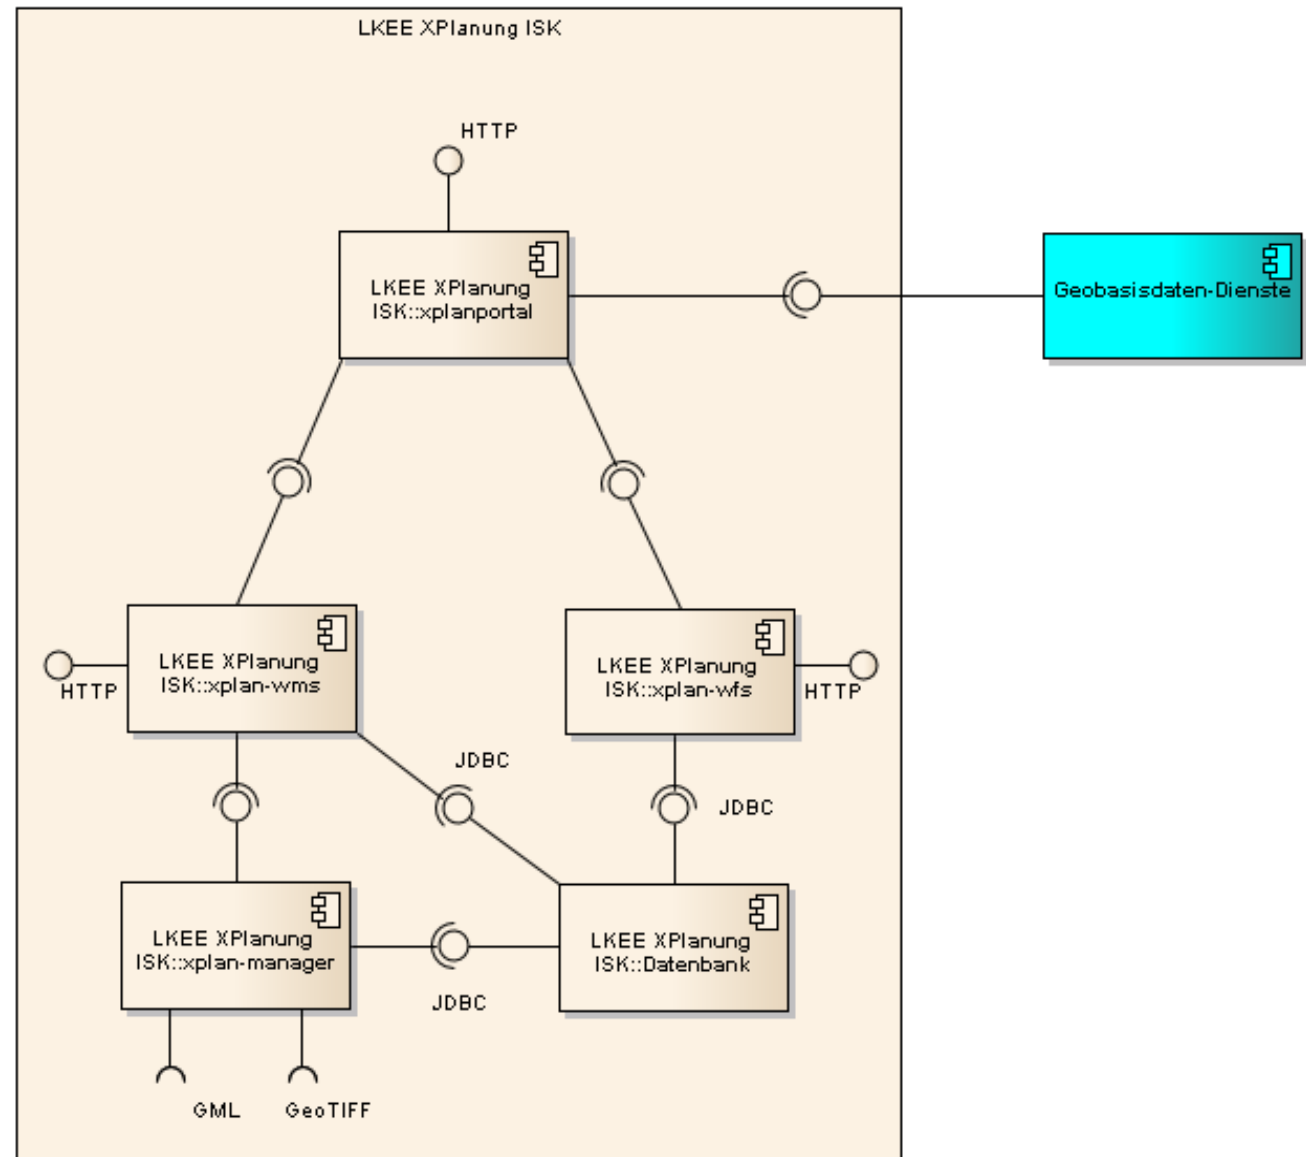 LKEE XPlanung ISK
HTTP
LKEE XPlanung
ISK::xplanportal
Geobasisdaten-Dienste
LKEE XPlanung
ISK::xplan-wms
HTTP
LKEE XPlanung
ISK::xplan-wfs
HTTP
JDBC
JDBC
LKEE XPlanung
ISK::xplan-manager
JDBC
LKEE XPlanung
ISK::Datenbank
GML
GeoTIFF